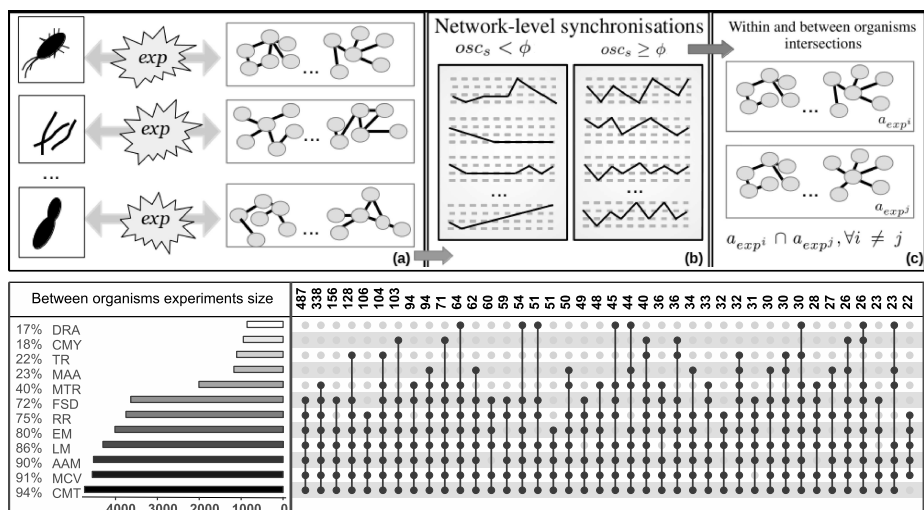 exp
...
(a)
exp
...
exp
...
...
Network-level synchronisations
osc_s < ϕ
osc_s ≥ ϕ
...
...
(b)
Within and between organisms
intersections
...
a_exp^i
...
a_exp^j
a_exp^i ∩ a_exp^j, ∀i ≠ j
(c)
Between organisms experiments size
487 338 156 128 106 104 103 94 94 71 64 62 60 59 54 51 51 50 49 48 45 44 40 36 36 34 33 32 32 31 30 30 30 28 27 26 26 23 23 22
17% DRA
18% CMY
22% TR
23% MAA
40% MTR
72% FSD
75% RR
80% EM
86% LM
90% AAM
91% MCV
94% CMT
4000 3000 2000 1000 0